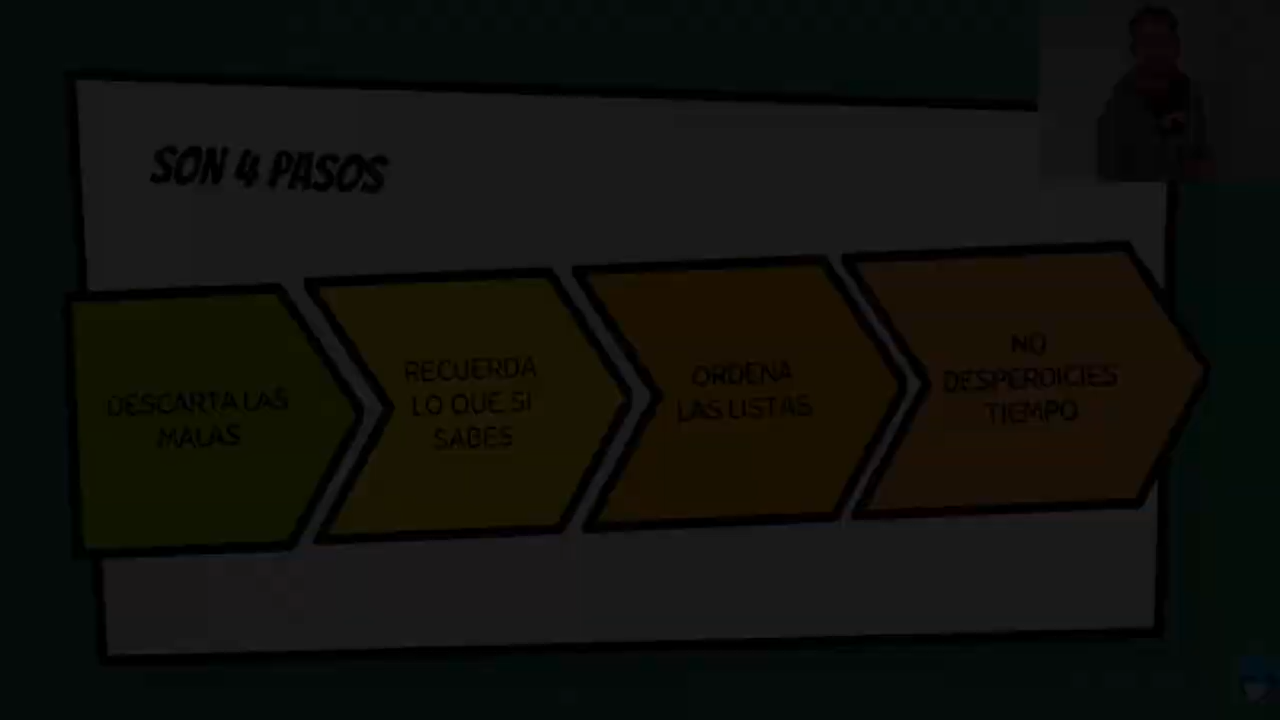 SON 4 PASOS
DESCARTA LAS
MALAS
RECUERDA
LO QUE SI
SABES
ORDENA
LAS LISTAS
NO
DESPERDICIES
TIEMPO